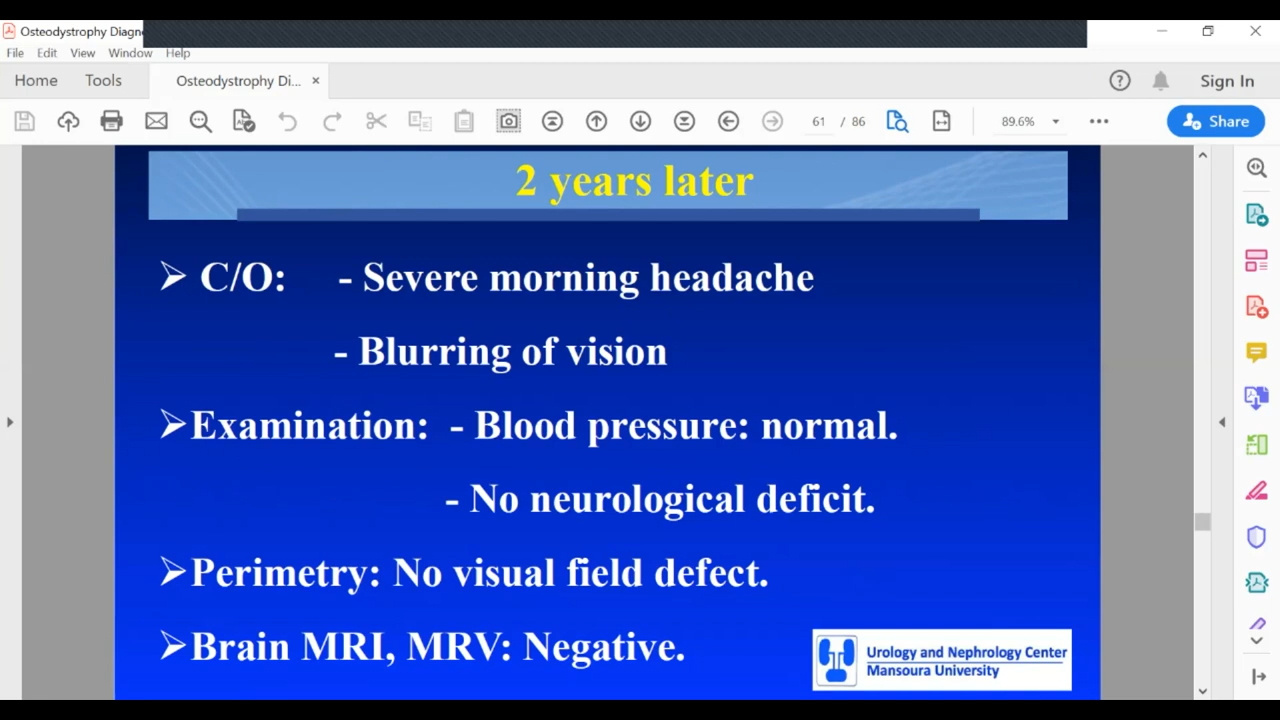 Osteodystrophy Diagn
File Edit View Window Help
Home Tools Osteodystrophy Di... × Sign In
61 / 86 89.6% Share
2 years later
➢ C/O: - Severe morning headache
- Blurring of vision
➢Examination: - Blood pressure: normal.
- No neurological deficit.
➢Perimetry: No visual field defect.
➢Brain MRI, MRV: Negative.
Urology and Nephrology Center
Mansoura University